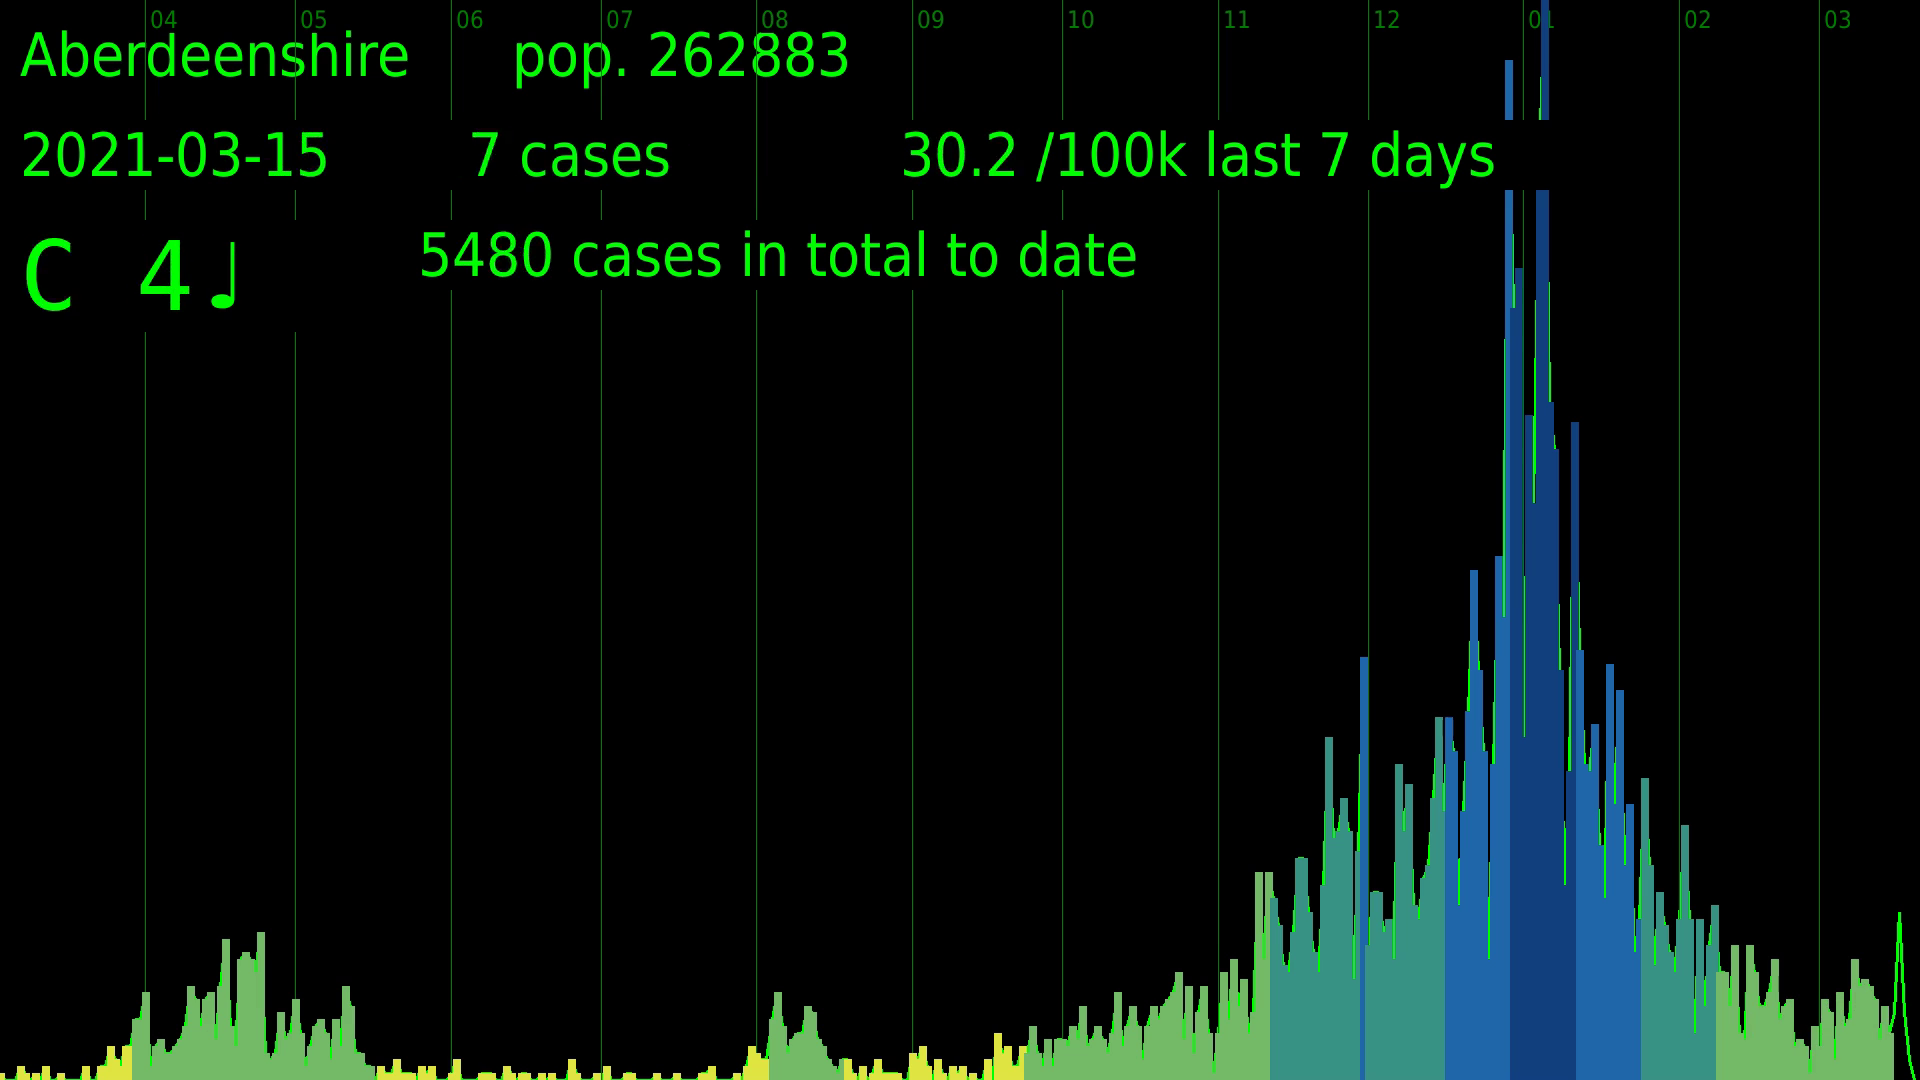 04 05 06 07 08 09 10 11 12 01 02 03
Aberdeenshire pop. 262883
2021-03-15 7 cases 30.2 /100k last 7 days
C 4♩ 5480 cases in total to date